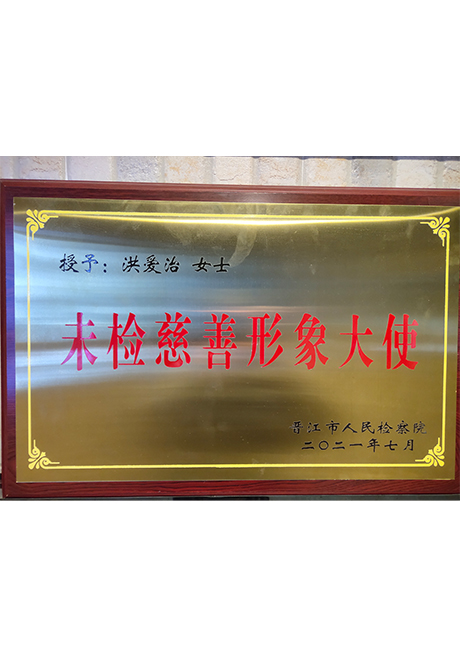 授予：洪爱治 女士
未检慈善形象大使
晋江市人民检察院
二〇二一年七月